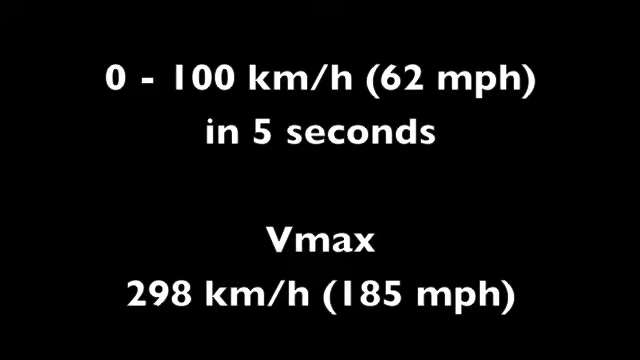 0 - 100 km/h (62 mph)
in 5 seconds
Vmax
298 km/h (185 mph)